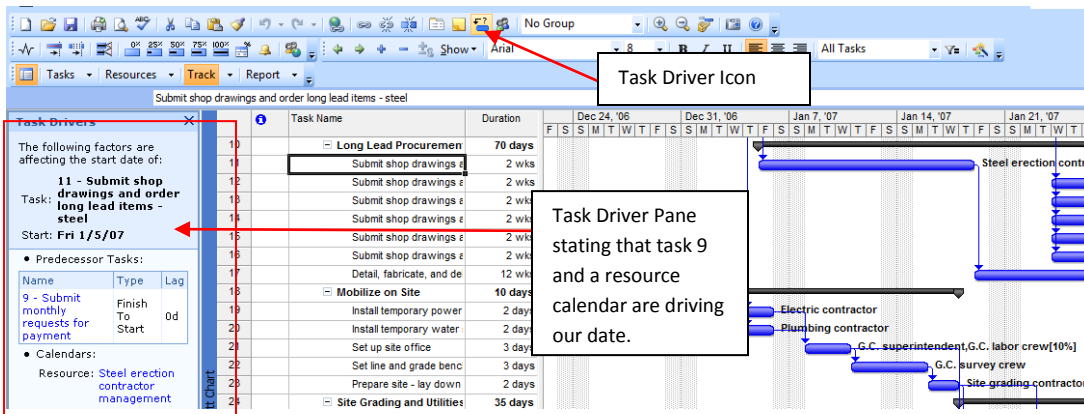 No Group
0% 25% 50% 75% 100%
Show
Arial
8
B I U
All Tasks
Tasks Resources Track Report
Task Driver Icon
Submit shop drawings and order long lead items - steel
Task Drivers
The following factors are
affecting the start date of:
Task: 11 - Submit shop
drawings and order
long lead items -
steel
Start: Fri 1/5/07
• Predecessor Tasks:
Name Type Lag
9 - Submit
monthly
requests for
payment
Finish
To
Start
0d
• Calendars:
Resource: Steel erection
contractor
management
tt Chart
Task Name Duration
Dec 24, '06 Dec 31, '06 Jan 7, '07 Jan 14, '07 Jan 21, '07
F S S M T W T F S S M T W T F S S M T W T F S S M T W T F S S M T W T
10 Long Lead Procuremen 70 days
11 Submit shop drawings a 2 wks
12 Submit shop drawings a 2 wks
13 Submit shop drawings a 2 wks
14 Submit shop drawings a 2 wks
15 Submit shop drawings a 2 wks
16 Submit shop drawings a 2 wks
17 Detail, fabricate, and de 12 wks
18 Mobilize on Site 10 days
19 Install temporary power 2 days
20 Install temporary water 2 days
21 Set up site office 3 days
22 Set line and grade benc 3 days
23 Prepare site - lay down 2 days
24 Site Grading and Utilities 35 days
Steel erection contr
Task Driver Pane
stating that task 9
and a resource
calendar are driving
our date.
Electric contractor
Plumbing contractor
G.C. superintendent,G.C. labor crew[10%]
G.C. survey crew
Site grading contractor